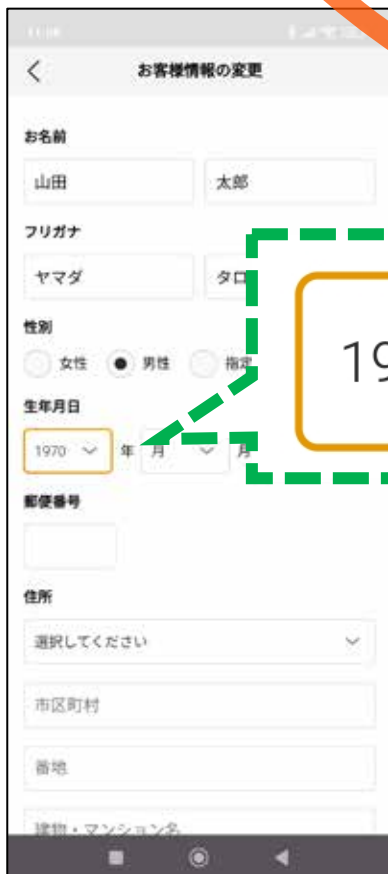 お客様情報の変更
お名前
山田 太郎
フリガナ
ヤマダ タロ
性別
女性 男性 指定
生年月日
1970 年 月 月
19
郵便番号
住所
選択してください
市区町村
番地
建物・マンション名